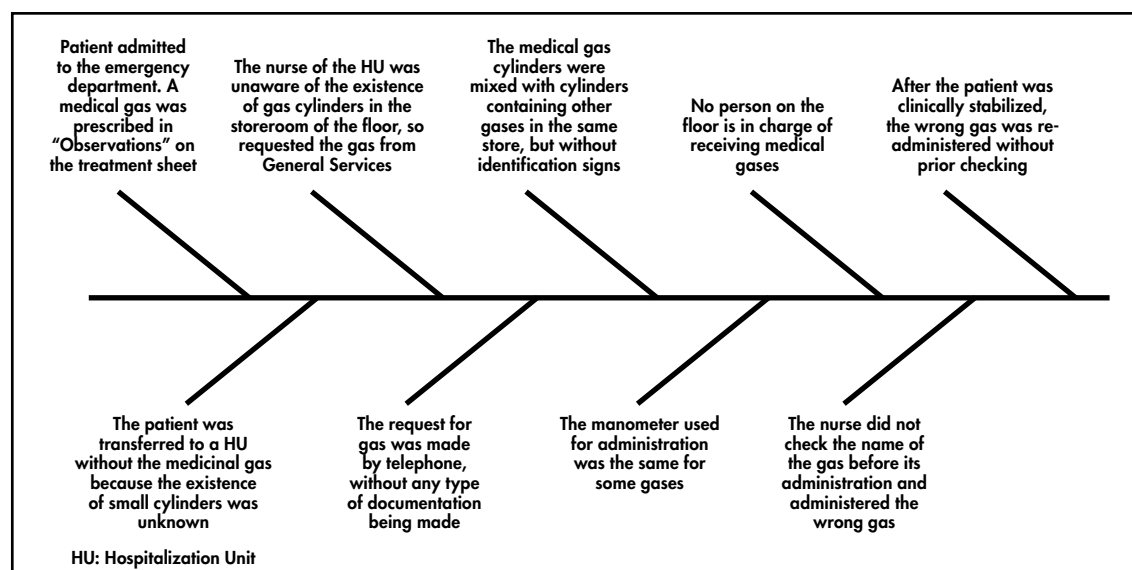 Patient admitted
to the emergency
department. A
medical gas was
prescribed in
“Observations” on
the treatment sheet
The nurse of the HU was
unaware of the existence
of gas cylinders in the
storeroom of the floor, so
requested the gas from
General Services
The medical gas
cylinders were
mixed with cylinders
containing other
gases in the same
store, but without
identification signs
No person on the
floor is in charge of
receiving medical
gases
After the patient was
clinically stabilized,
the wrong gas was re-
administered without
prior checking
The patient was
transferred to a HU
without the medicinal gas
because the existence
of small cylinders was
unknown
The request for
gas was made
by telephone,
without any type
of documentation
being made
The manometer used
for administration
was the same for
some gases
The nurse did not
check the name of
the gas before its
administration and
administered the
wrong gas
HU: Hospitalization Unit